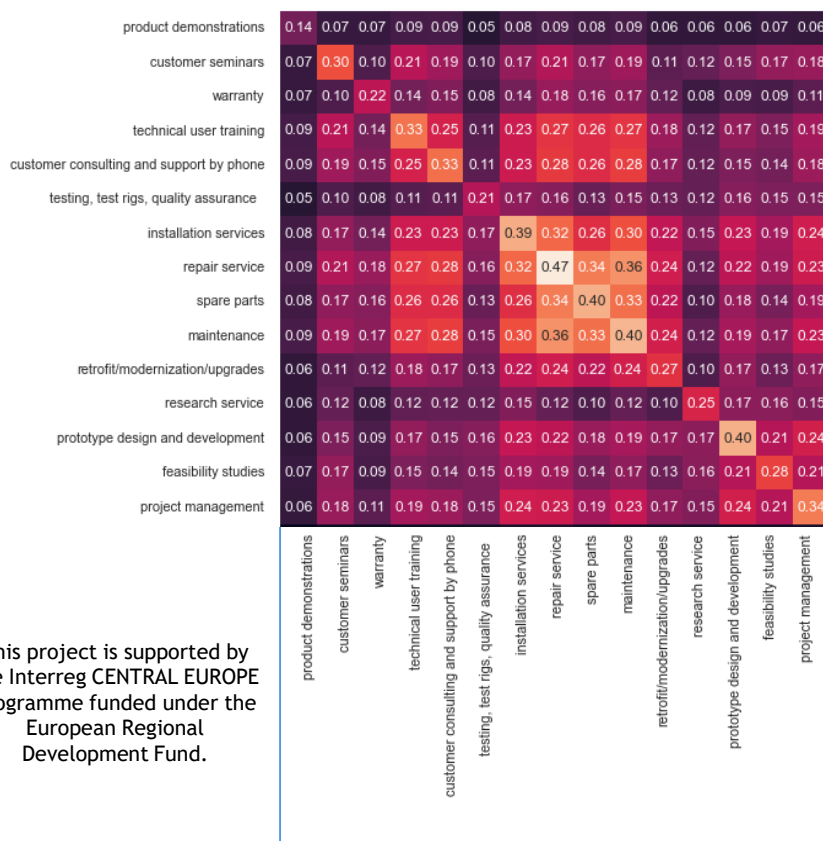 product demonstrations 0.14 0.07 0.07 0.09 0.09 0.05 0.08 0.09 0.08 0.09 0.06 0.06 0.06 0.07 0.06
customer seminars 0.07 0.30 0.10 0.21 0.19 0.10 0.17 0.21 0.17 0.19 0.11 0.12 0.15 0.17 0.18
warranty 0.07 0.10 0.22 0.14 0.15 0.08 0.14 0.18 0.16 0.17 0.12 0.08 0.09 0.09 0.11
technical user training 0.09 0.21 0.14 0.33 0.25 0.11 0.23 0.27 0.26 0.27 0.18 0.12 0.17 0.15 0.19
customer consulting and support by phone 0.09 0.19 0.15 0.25 0.33 0.11 0.23 0.28 0.26 0.28 0.17 0.12 0.15 0.14 0.18
testing, test rigs, quality assurance 0.05 0.10 0.08 0.11 0.11 0.21 0.17 0.16 0.13 0.15 0.13 0.12 0.16 0.15 0.15
installation services 0.08 0.17 0.14 0.23 0.23 0.17 0.39 0.32 0.26 0.30 0.22 0.15 0.23 0.19 0.24
repair service 0.09 0.21 0.18 0.27 0.28 0.16 0.32 0.47 0.34 0.36 0.24 0.12 0.22 0.19 0.23
spare parts 0.08 0.17 0.16 0.26 0.26 0.13 0.26 0.34 0.40 0.33 0.22 0.10 0.18 0.14 0.19
maintenance 0.09 0.19 0.17 0.27 0.28 0.15 0.30 0.36 0.33 0.40 0.24 0.12 0.19 0.17 0.23
retrofit/modernization/upgrades 0.06 0.11 0.12 0.18 0.17 0.13 0.22 0.24 0.22 0.24 0.27 0.10 0.17 0.13 0.17
research service 0.06 0.12 0.08 0.12 0.12 0.12 0.15 0.12 0.10 0.12 0.10 0.25 0.17 0.16 0.15
prototype design and development 0.06 0.15 0.09 0.17 0.15 0.16 0.23 0.22 0.18 0.19 0.17 0.17 0.40 0.21 0.24
feasibility studies 0.07 0.17 0.09 0.15 0.14 0.15 0.19 0.19 0.14 0.17 0.13 0.16 0.21 0.28 0.21
project management 0.06 0.18 0.11 0.19 0.18 0.15 0.24 0.23 0.19 0.23 0.17 0.15 0.24 0.21 0.34
product demonstrations
customer seminars
warranty
technical user training
customer consulting and support by phone
testing, test rigs, quality assurance
installation services
repair service
spare parts
maintenance
retrofit/modernization/upgrades
research service
prototype design and development
feasibility studies
project management
his project is supported by
e Interreg CENTRAL EUROPE
ogramme funded under the
European Regional
Development Fund.